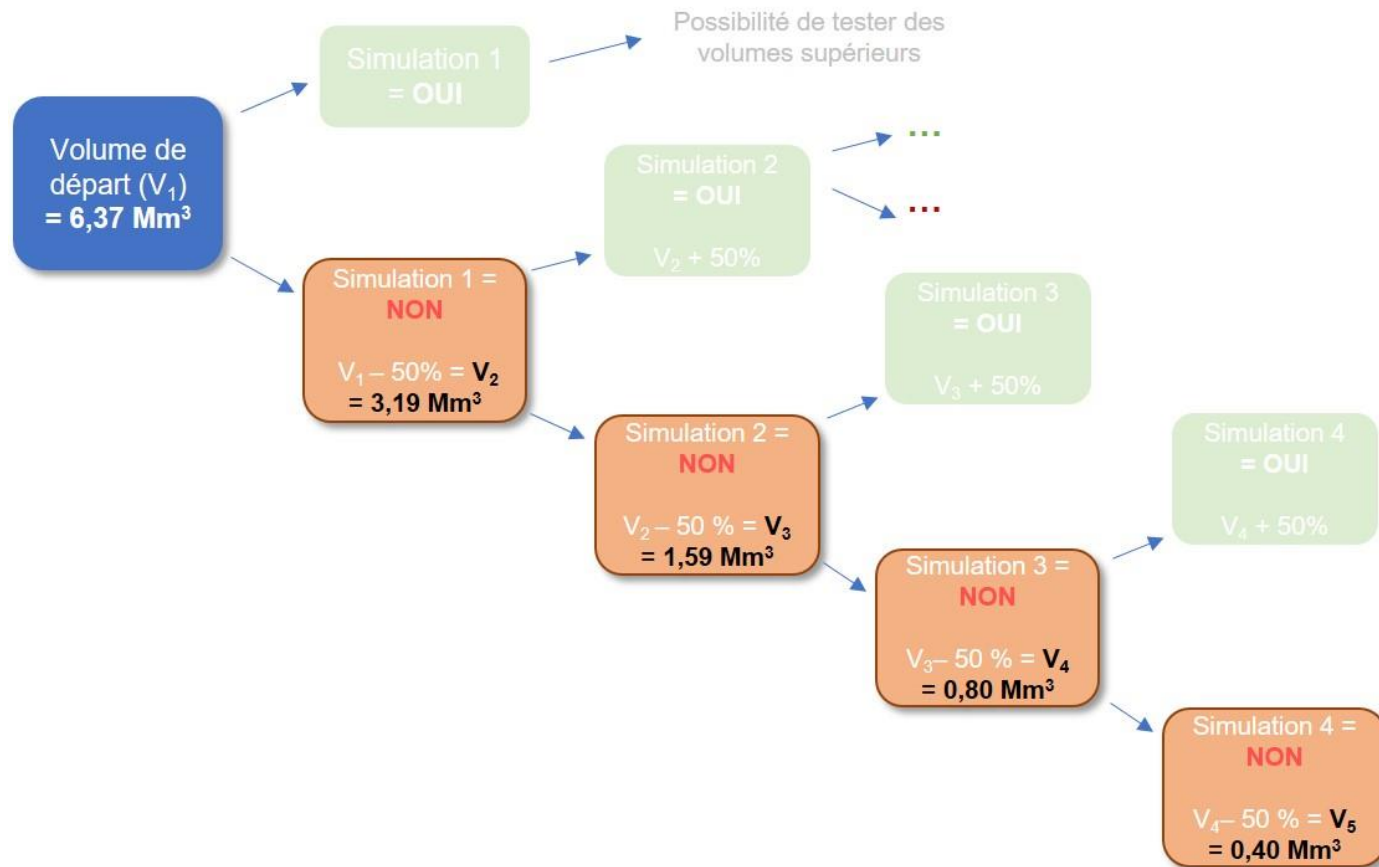 Possibilité de tester des
volumes supérieurs
Simulation 1
= OUI
Volume de
départ (V₁)
= 6,37 Mm³
...
Simulation 2
= OUI
V₂ + 50%
...
Simulation 1 =
NON
V₁ – 50% = V₂
= 3,19 Mm³
Simulation 3
= OUI
V₃ + 50%
Simulation 2 =
NON
V₂ – 50 % = V₃
= 1,59 Mm³
Simulation 4
= OUI
V₄ + 50%
Simulation 3 =
NON
V₃– 50 % = V₄
= 0,80 Mm³
Simulation 4 =
NON
V₄– 50 % = V₅
= 0,40 Mm³